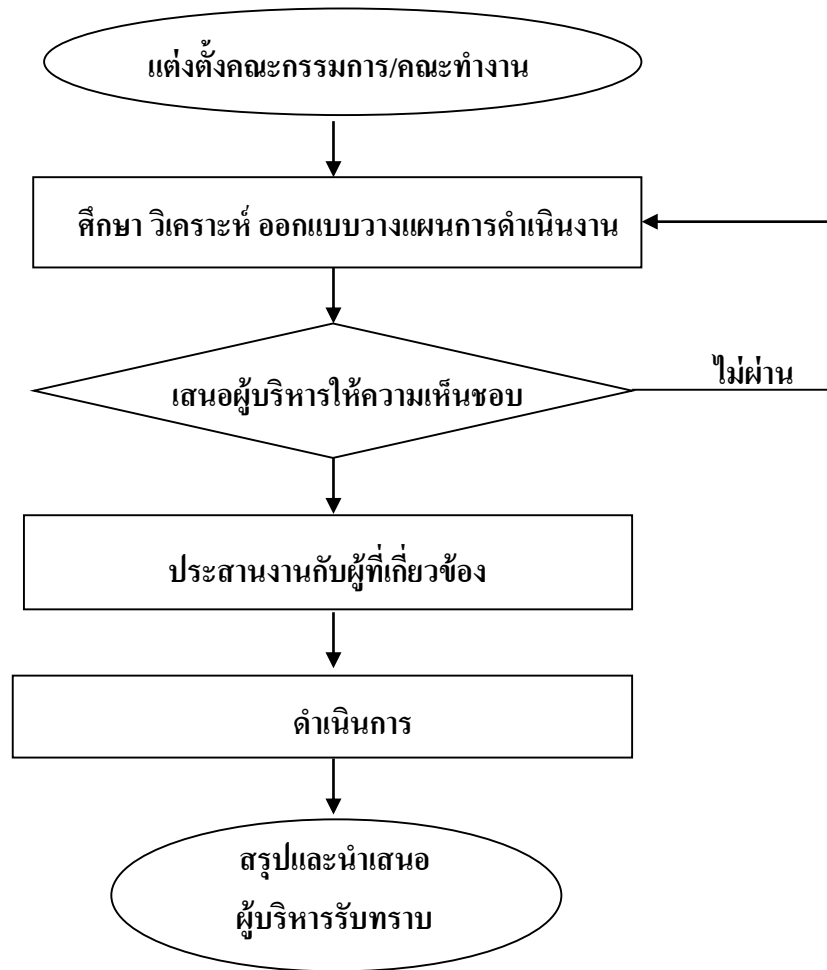 แต่งตั้งคณะกรรมการ/คณะทำงาน
ศึกษา วิเคราะห์ ออกแบบวางแผนการดำเนินงาน
เสนอผู้บริหารให้ความเห็นชอบ
ไม่ผ่าน
ประสานงานกับผู้ที่เกี่ยวข้อง
ดำเนินการ
สรุปและนำเสนอ
ผู้บริหารรับทราบ